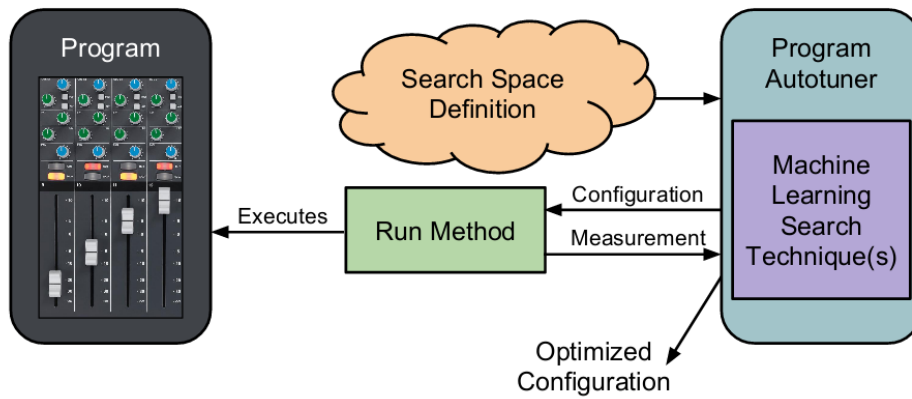 Program
Search Space
Definition
Program
Autotuner
Machine
Learning
Search
Technique(s)
Configuration
Executes
Run Method
Measurement
Optimized
Configuration